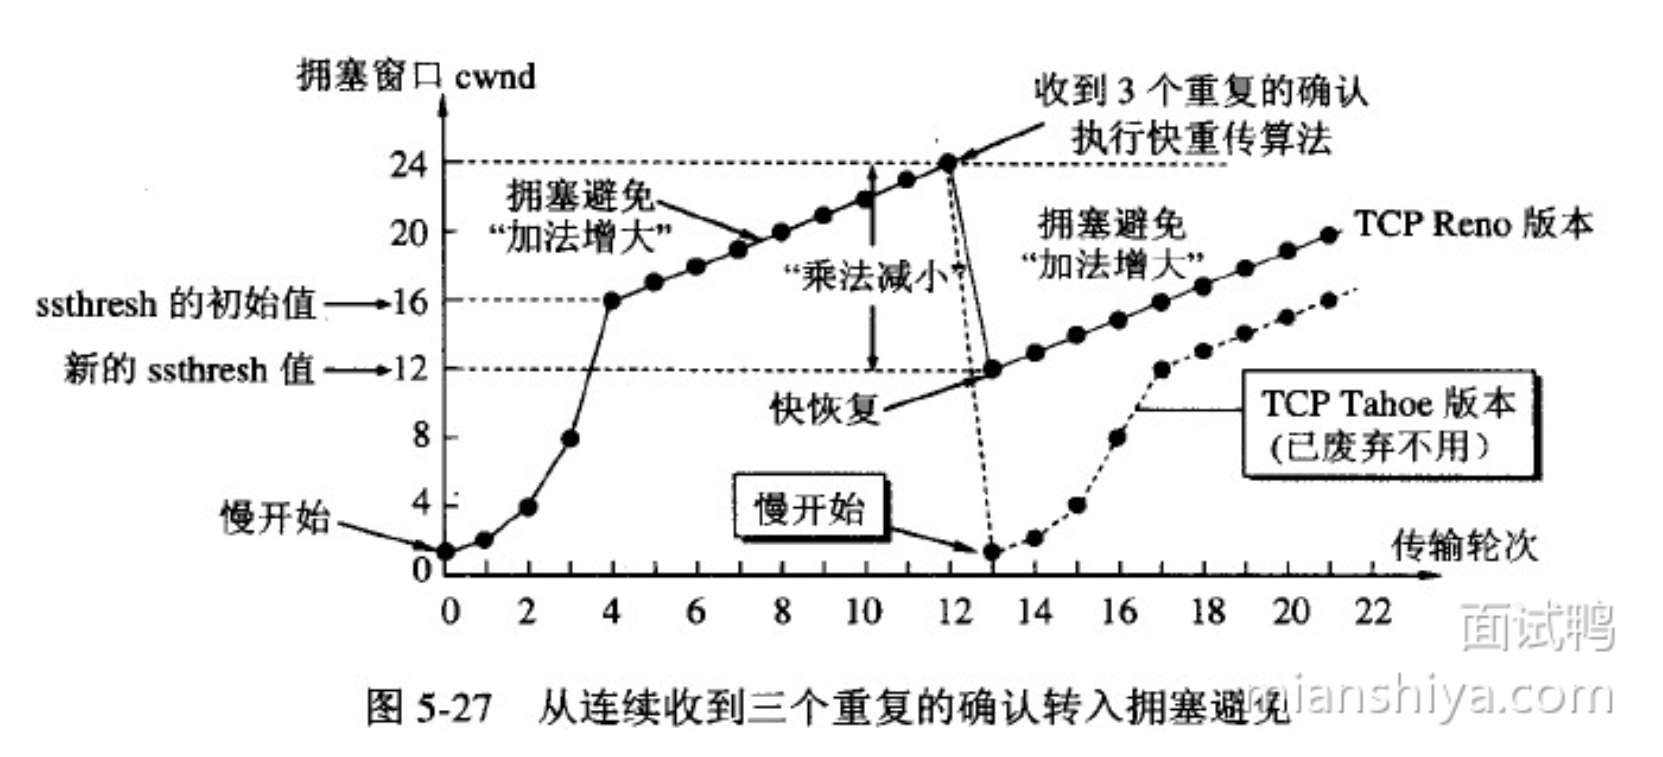 拥塞窗口 cwnd
收到 3 个重复的确认
执行快重传算法
24
拥塞避免
“加法增大”
拥塞避免
“加法增大”
TCP Reno 版本
20
“乘法减小”
ssthresh 的初始值
16
新的 ssthresh 值
12
快恢复
TCP Tahoe 版本
(已废弃不用）
8
4
慢开始
慢开始
传输轮次
0
0 2 4 6 8 10 12 14 16 18 20 22
面试鸭
mianshiya.com
图 5-27 从连续收到三个重复的确认转入拥塞避免